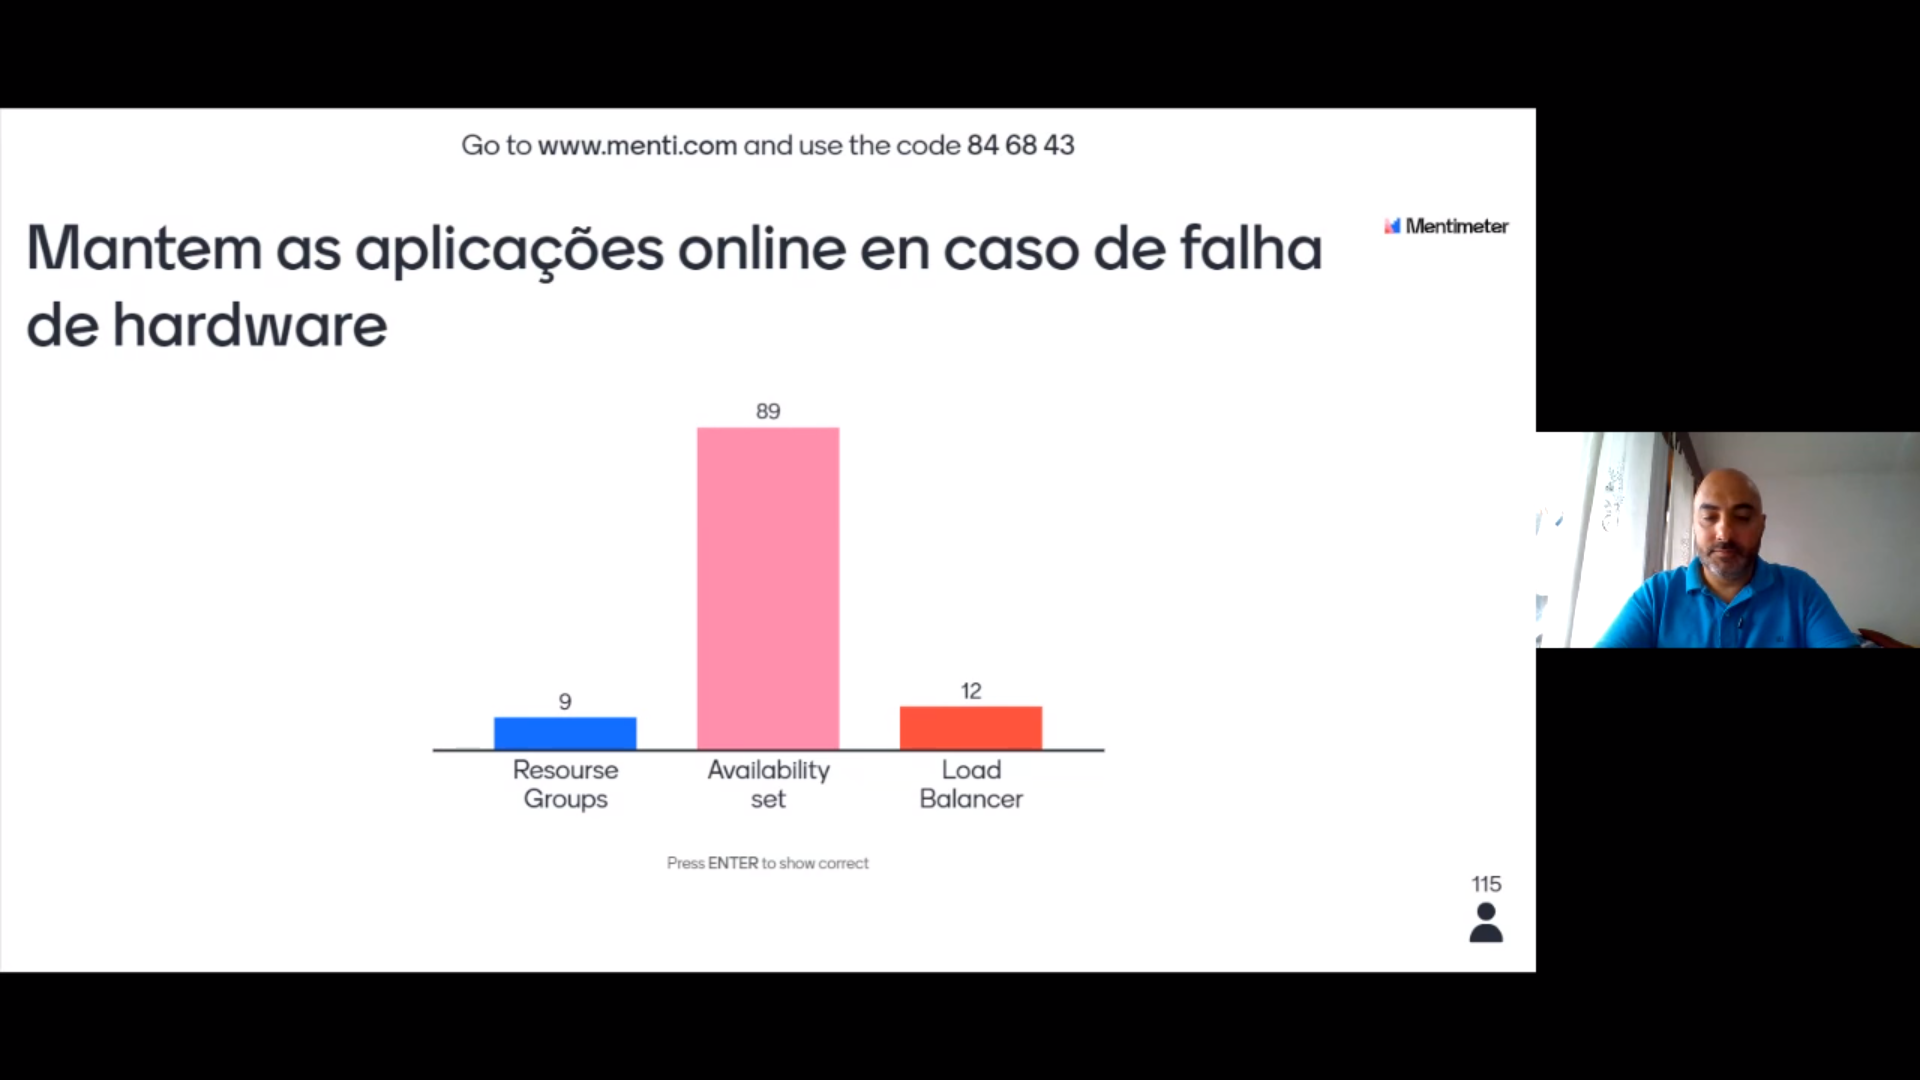 Go to www.menti.com and use the code 84 68 43
Mentimeter
Mantem as aplicações online en caso de falha
de hardware
89
9
12
Resourse
Groups
Availability
set
Load
Balancer
Press ENTER to show correct
115